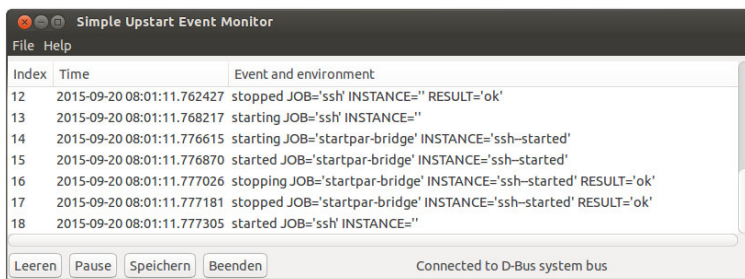 Simple Upstart Event Monitor
File Help
Index Time Event and environment
12 2015-09-20 08:01:11.762427 stopped JOB='ssh' INSTANCE='' RESULT='ok'
13 2015-09-20 08:01:11.768217 starting JOB='ssh' INSTANCE=''
14 2015-09-20 08:01:11.776615 starting JOB='startpar-bridge' INSTANCE='ssh--started'
15 2015-09-20 08:01:11.776870 started JOB='startpar-bridge' INSTANCE='ssh--started'
16 2015-09-20 08:01:11.777026 stopping JOB='startpar-bridge' INSTANCE='ssh--started' RESULT='ok'
17 2015-09-20 08:01:11.777181 stopped JOB='startpar-bridge' INSTANCE='ssh--started' RESULT='ok'
18 2015-09-20 08:01:11.777305 started JOB='ssh' INSTANCE=''
Leeren Pause Speichern Beenden Connected to D-Bus system bus